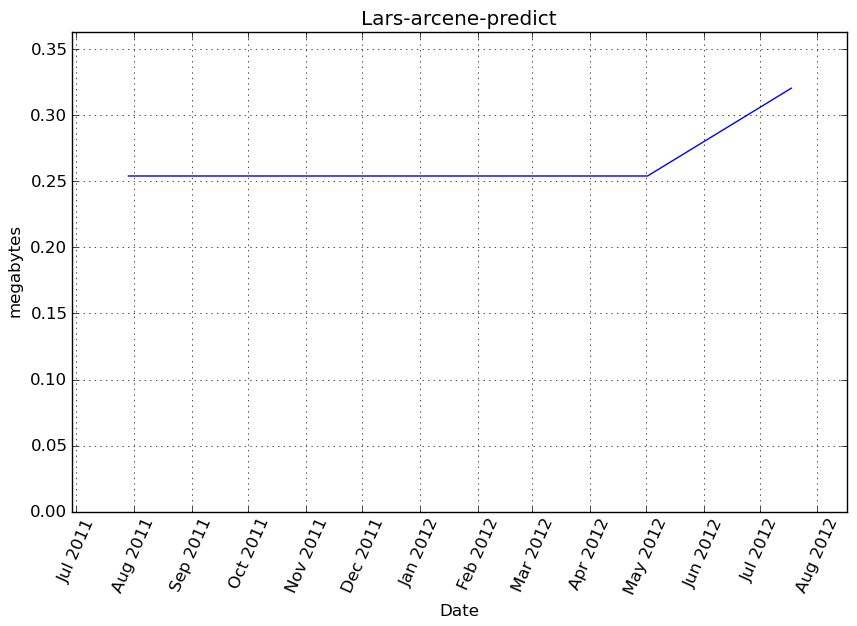 Lars-arcene-predict
0.35
0.30
0.25
0.20
0.15
0.10
0.05
0.00
megabytes
Jul 2011
Aug 2011
Sep 2011
Oct 2011
Nov 2011
Dec 2011
Jan 2012
Feb 2012
Mar 2012
Apr 2012
May 2012
Jun 2012
Jul 2012
Aug 2012
Date